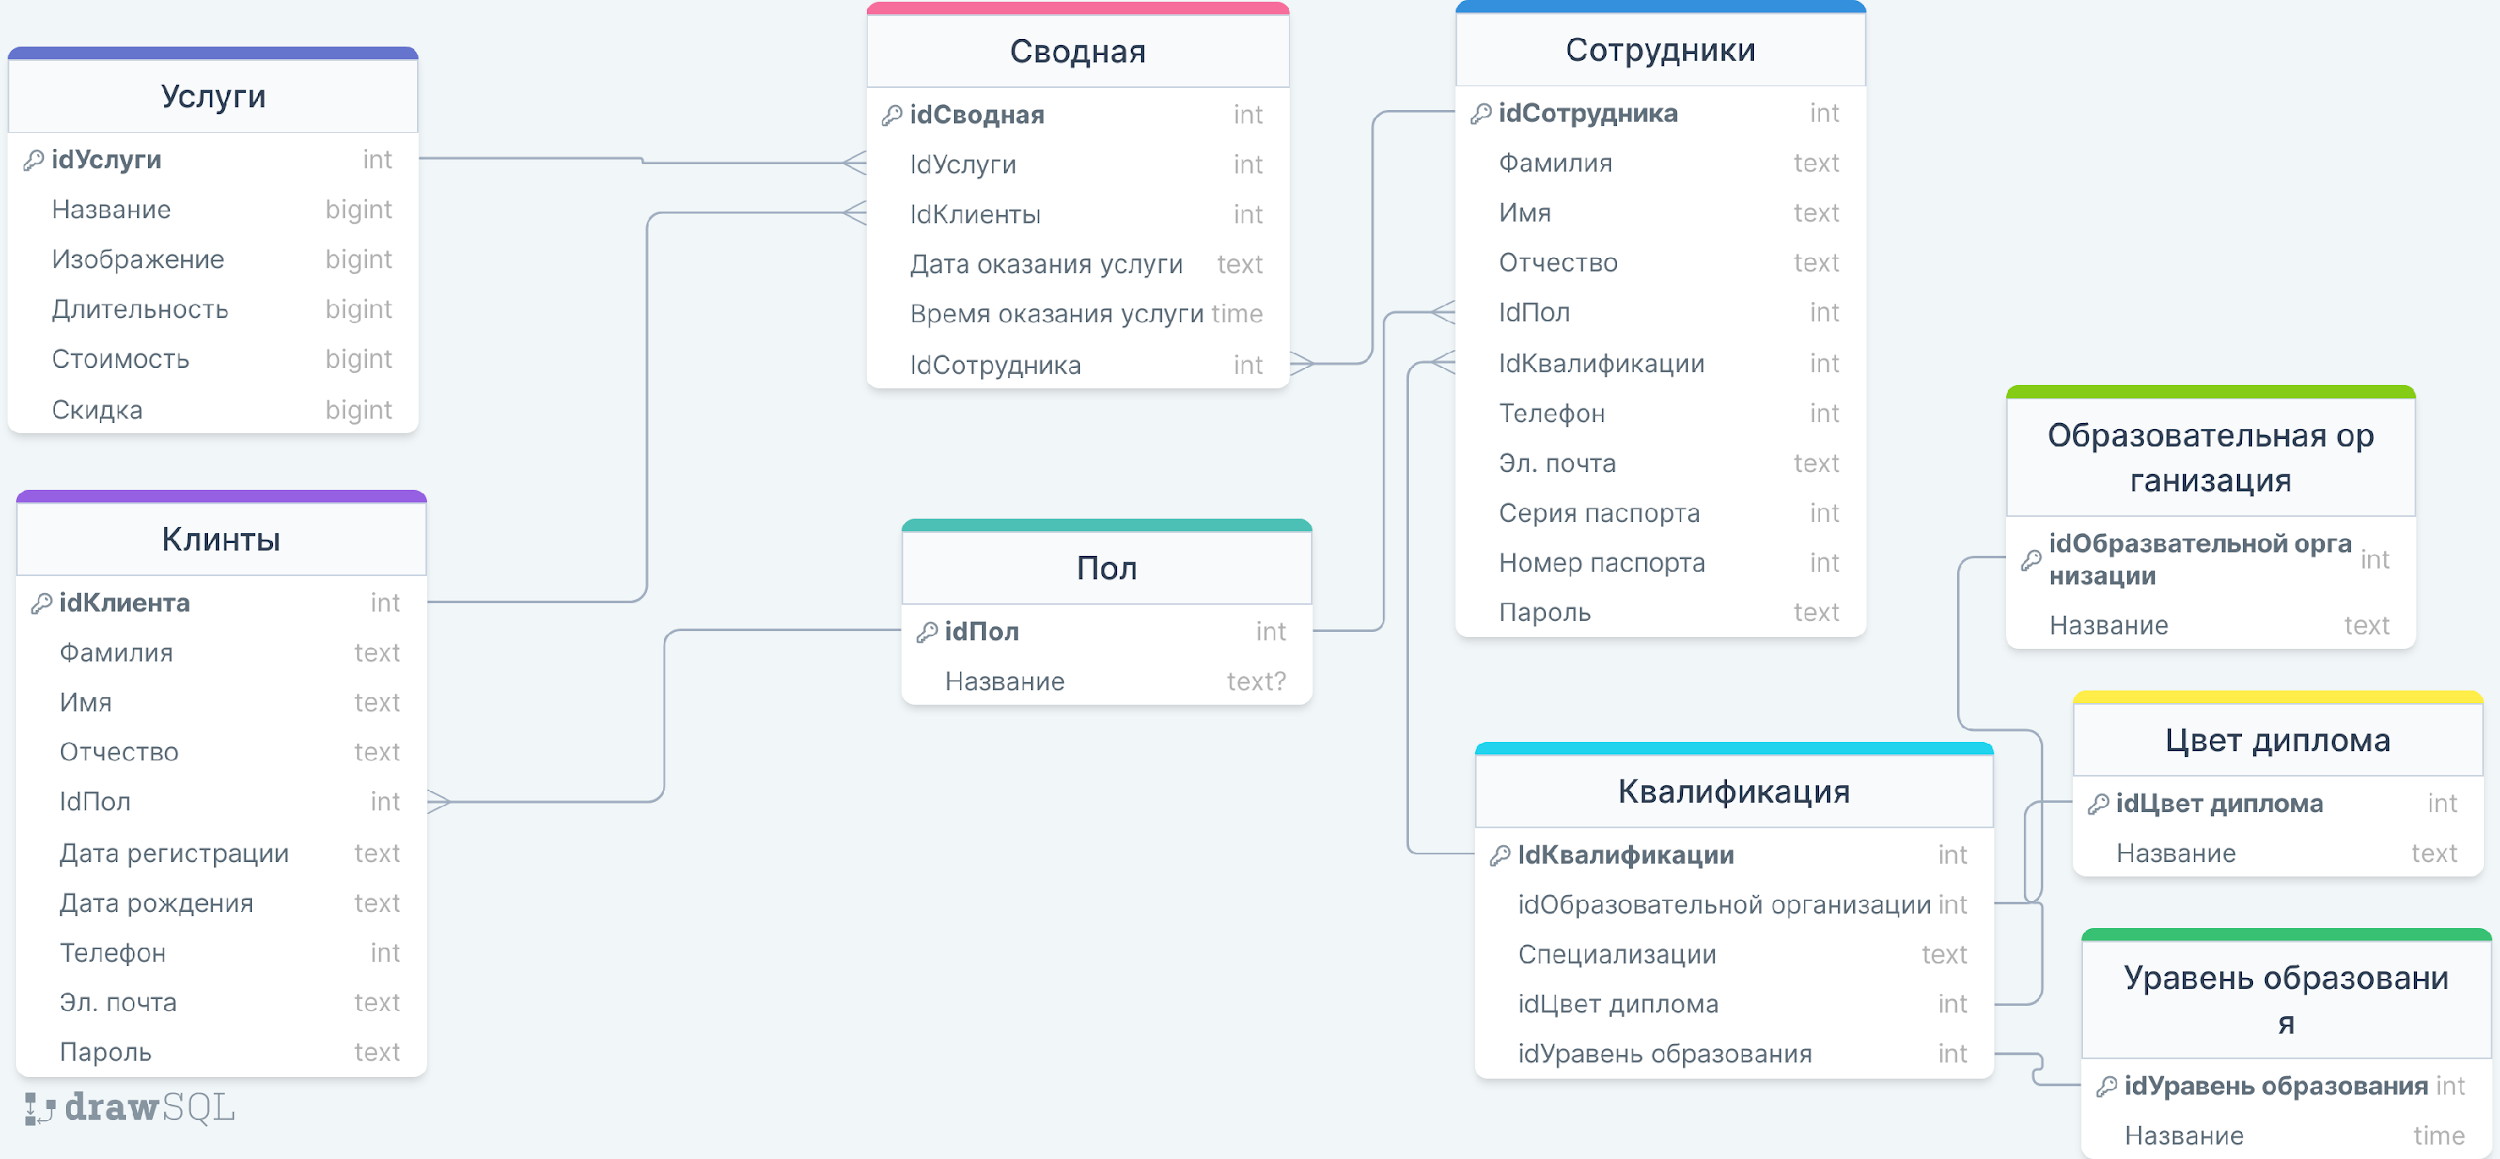 Услуги
idУслуги int
Название bigint
Изображение bigint
Длительность bigint
Стоимость bigint
Скидка bigint
Клинты
idКлиента int
Фамилия text
Имя text
Отчество text
IdПол int
Дата регистрации text
Дата рождения text
Телефон int
Эл. почта text
Пароль text
Сводная
idСводная int
IdУслуги int
IdКлиенты int
Дата оказания услуги text
Время оказания услуги time
IdСотрудника int
Пол
idПол int
Название text?
Сотрудники
idСотрудника int
Фамилия text
Имя text
Отчество text
IdПол int
IdКвалификации int
Телефон int
Эл. почта text
Серия паспорта int
Номер паспорта int
Пароль text
Квалификация
IdКвалификации int
idОбразовательной организации int
Специализации text
idЦвет диплома int
idУравень образования int
Образовательная ор
ганизация
idОбразвательной орга
низации int
Название text
Цвет диплома
idЦвет диплома int
Название text
Уравень образовани
я
idУравень образования int
Название time
drawSQL